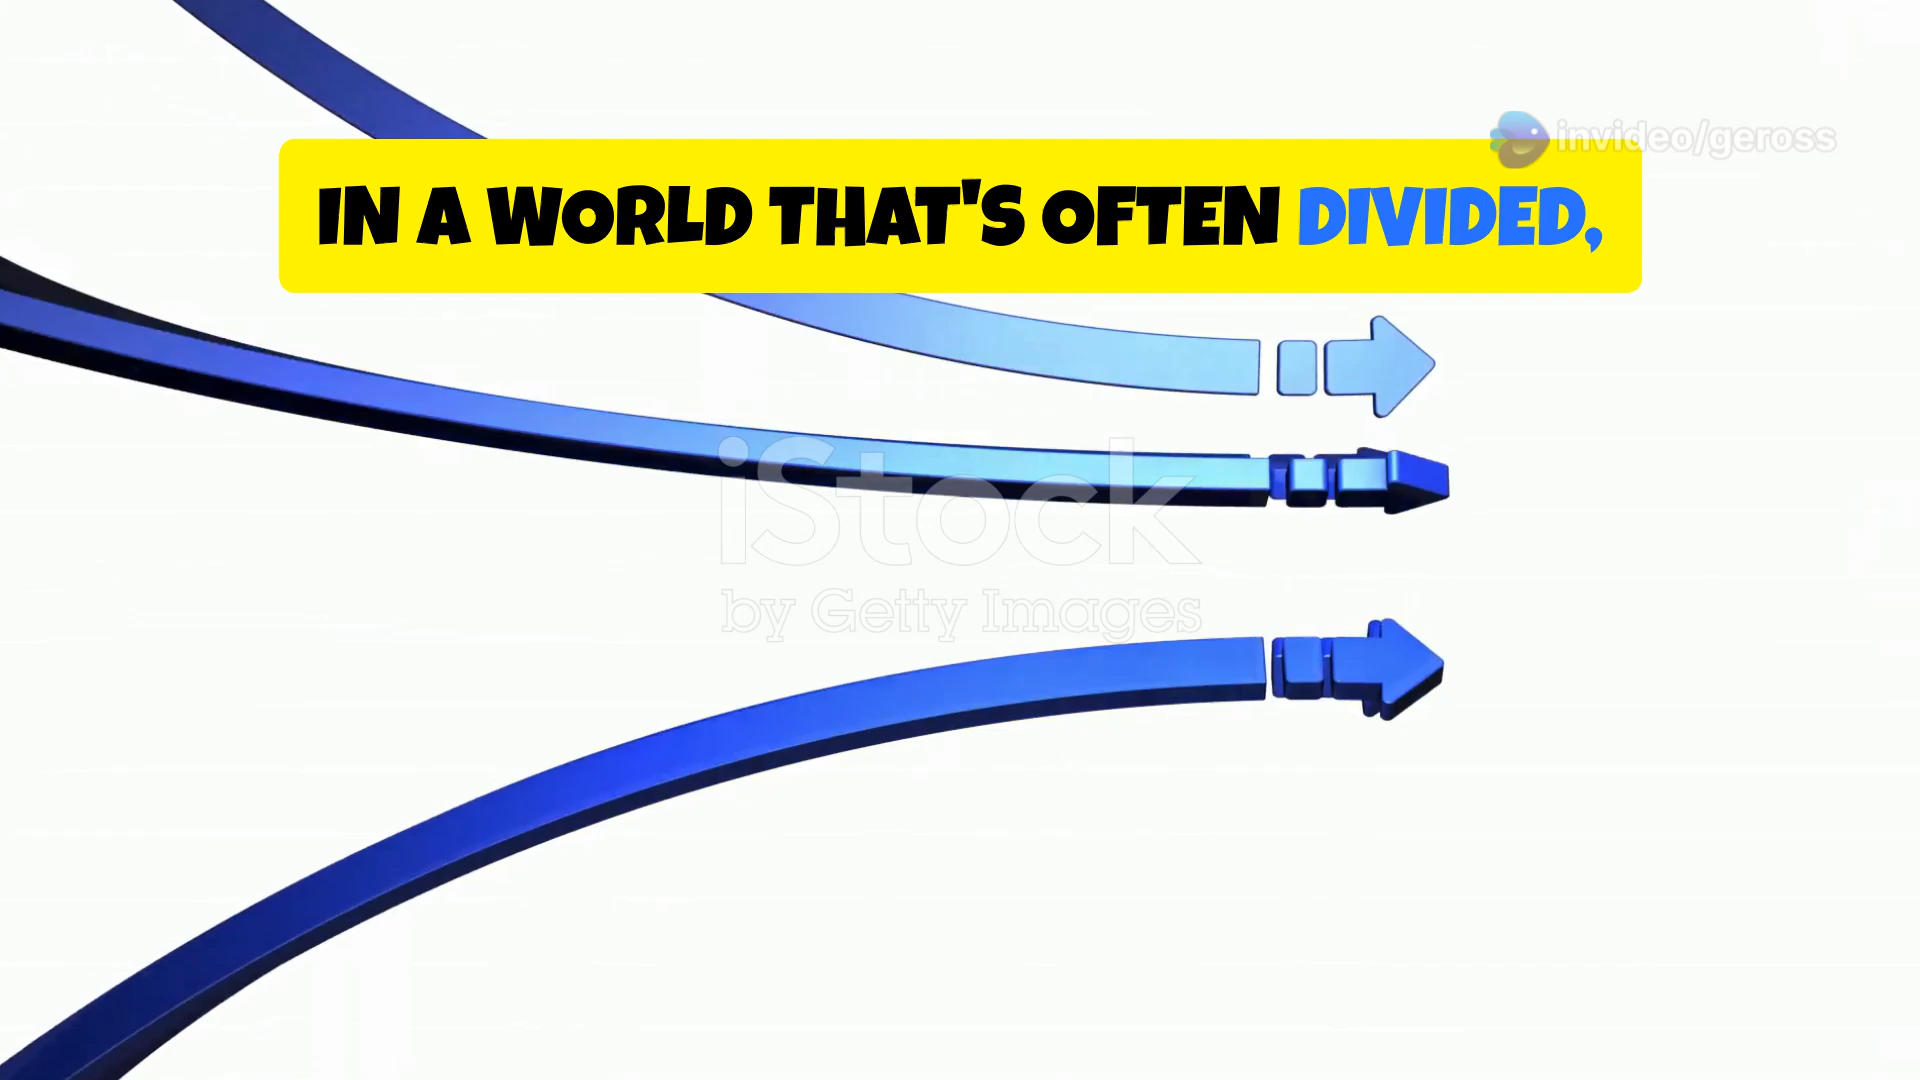 invideo/geross
IN A WORLD THAT'S OFTEN DIVIDED,
iStock
by Getty Images